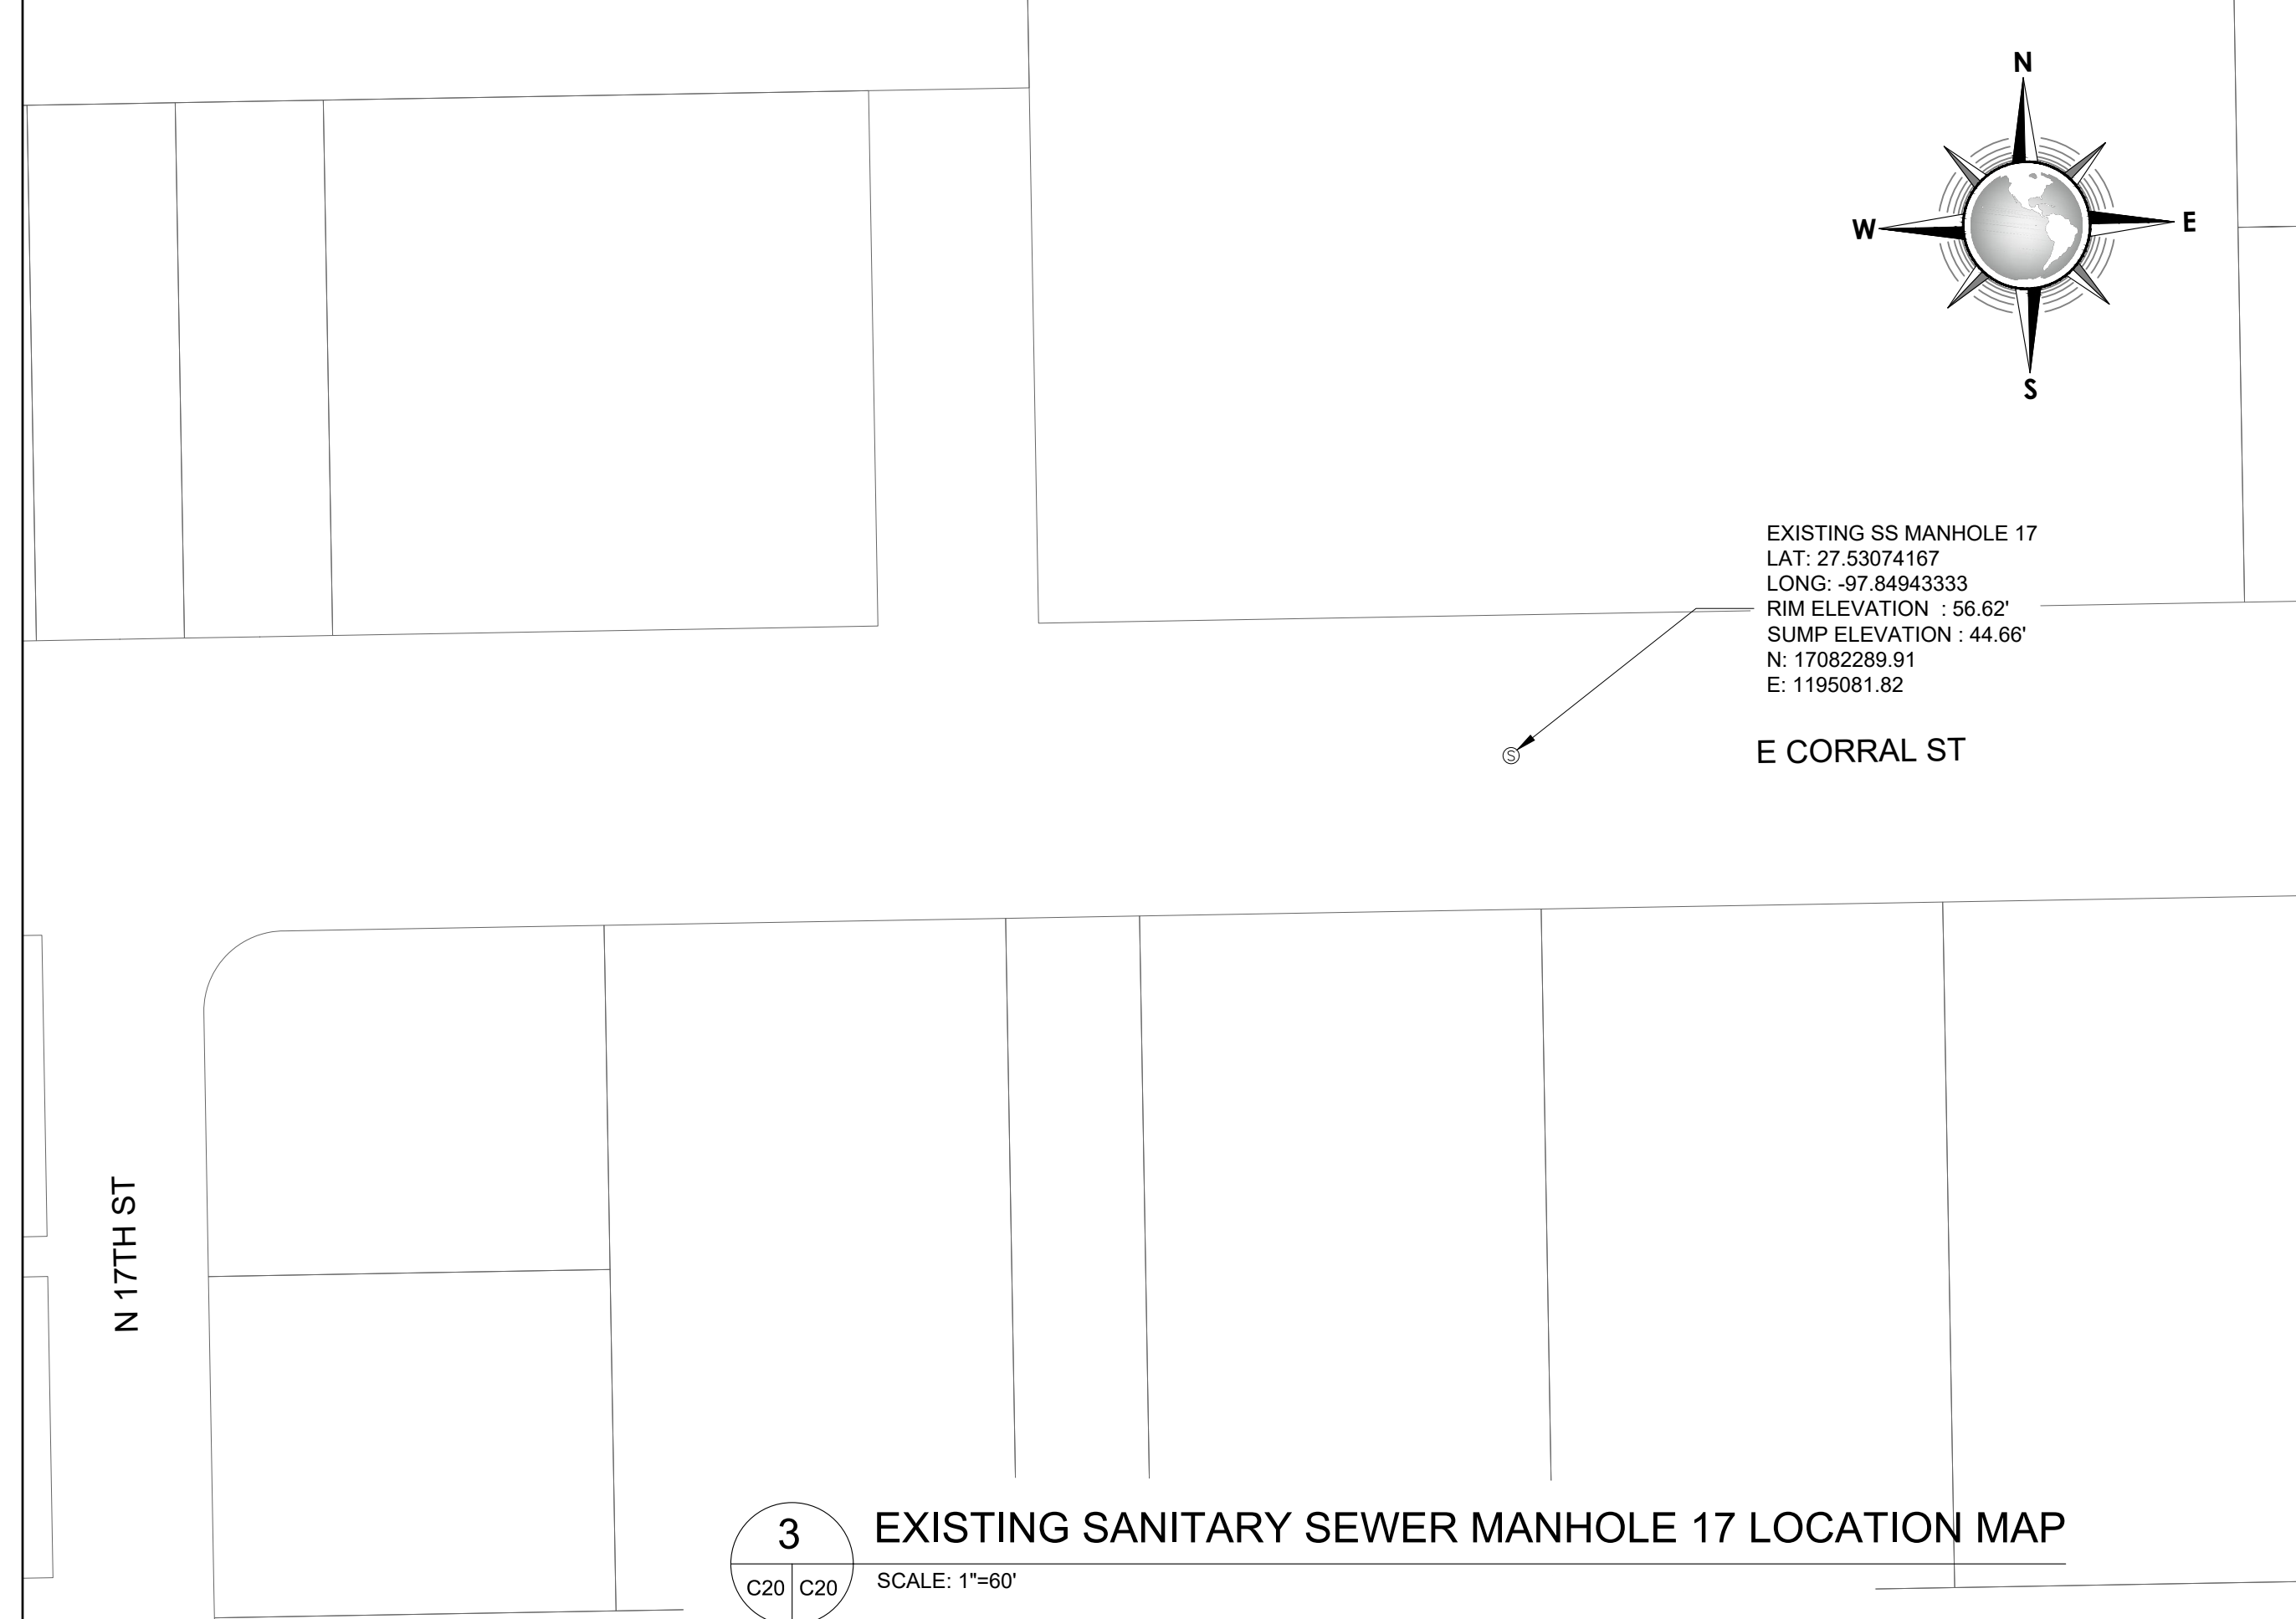 N
W
E
S
EXISTING SS MANHOLE 17
LAT: 27.53074167
LONG: -97.84943333
RIM ELEVATION : 56.62'
SUMP ELEVATION : 44.66'
N: 17082289.91
E: 1195081.82
S
E CORRAL ST
N 17TH ST
3
EXISTING SANITARY SEWER MANHOLE 17 LOCATION MAP
C20 C20
SCALE: 1"=60'